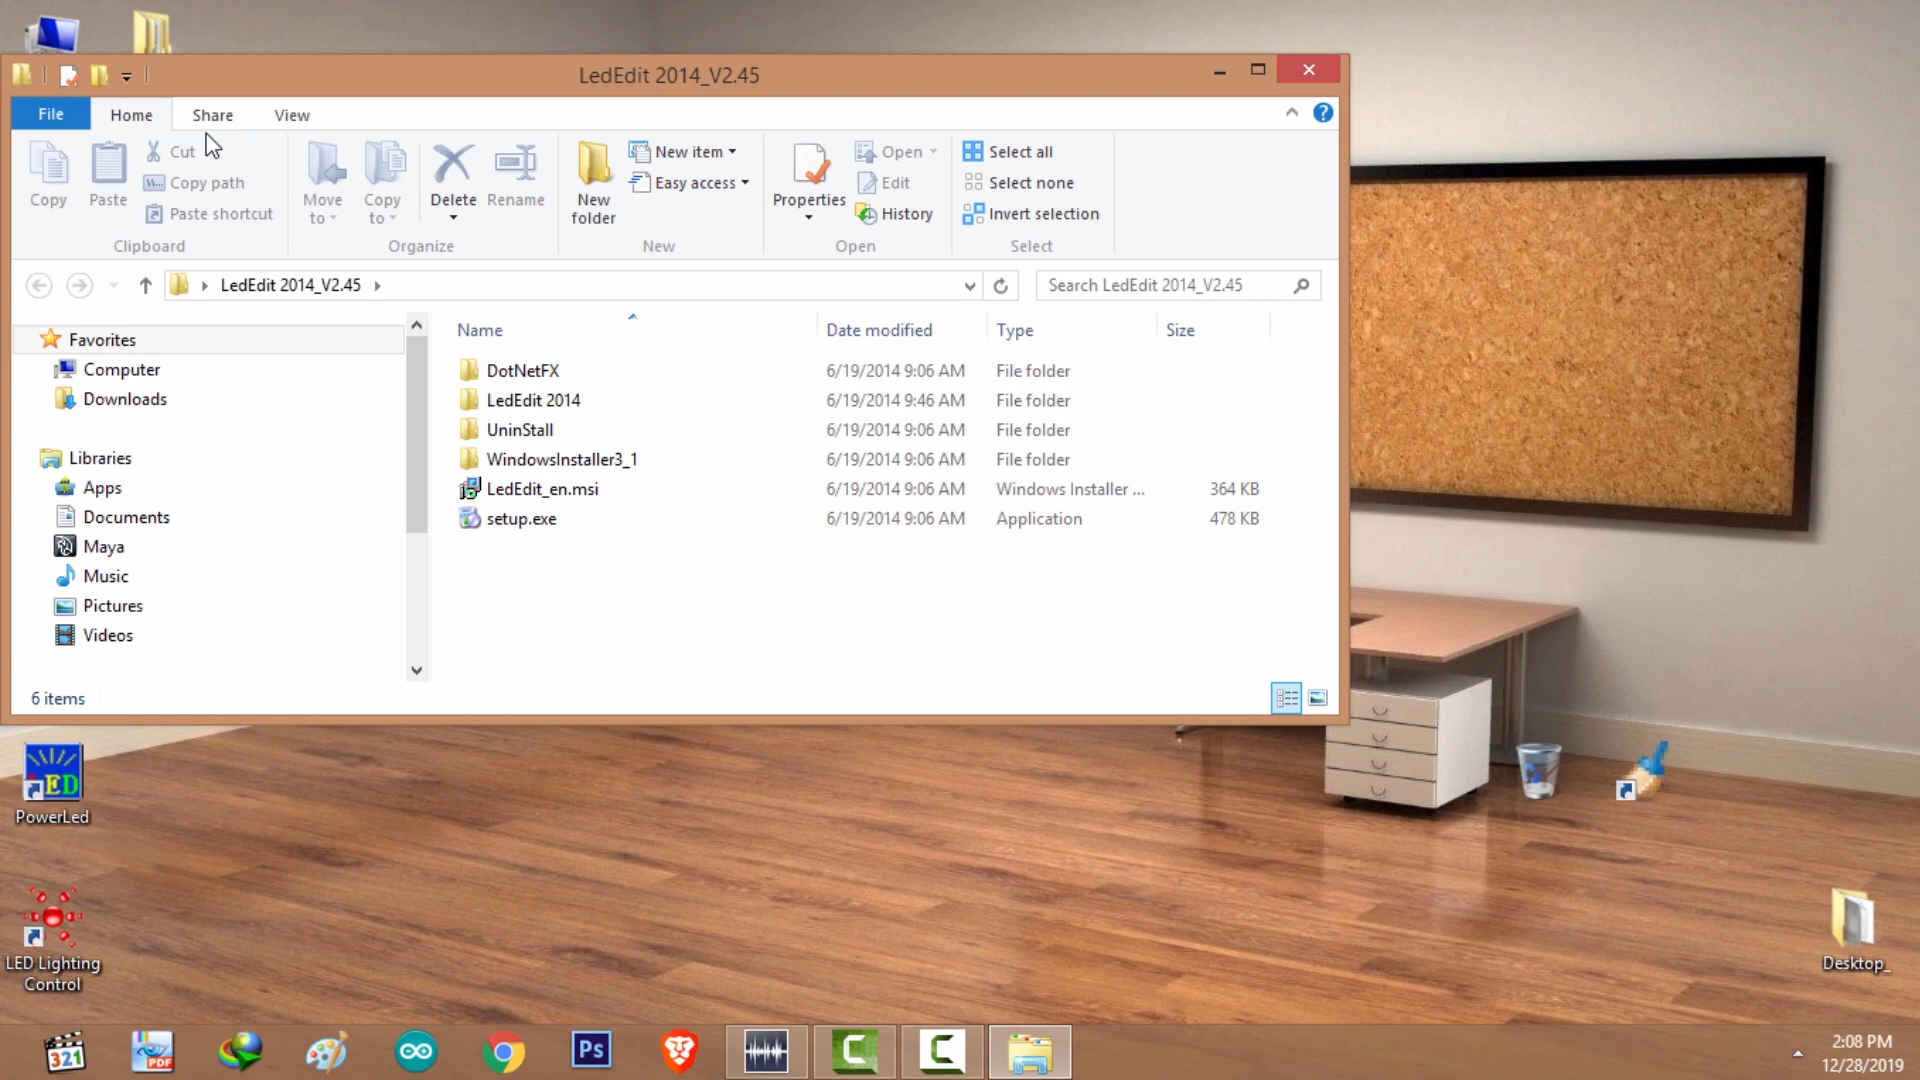 LedEdit 2014_V2.45
File Home Share View
Copy
Paste
Cut
Copy path
Paste shortcut
Clipboard
Move to
Copy to
Delete
Rename
Organize
New folder
New item
Easy access
New
Properties
Open
Edit
History
Open
Select all
Select none
Invert selection
Select
LedEdit 2014_V2.45
Search LedEdit 2014_V2.45
Favorites
Computer
Downloads
Libraries
Apps
Documents
Maya
Music
Pictures
Videos
Name Date modified Type Size
DotNetFX 6/19/2014 9:06 AM File folder
LedEdit 2014 6/19/2014 9:46 AM File folder
UninStall 6/19/2014 9:06 AM File folder
WindowsInstaller3_1 6/19/2014 9:06 AM File folder
LedEdit_en.msi 6/19/2014 9:06 AM Windows Installer ... 364 KB
setup.exe 6/19/2014 9:06 AM Application 478 KB
6 items
LED
PowerLed
LED Lighting
Control
Desktop_
321
PDF
Ps
2:08 PM
12/28/2019